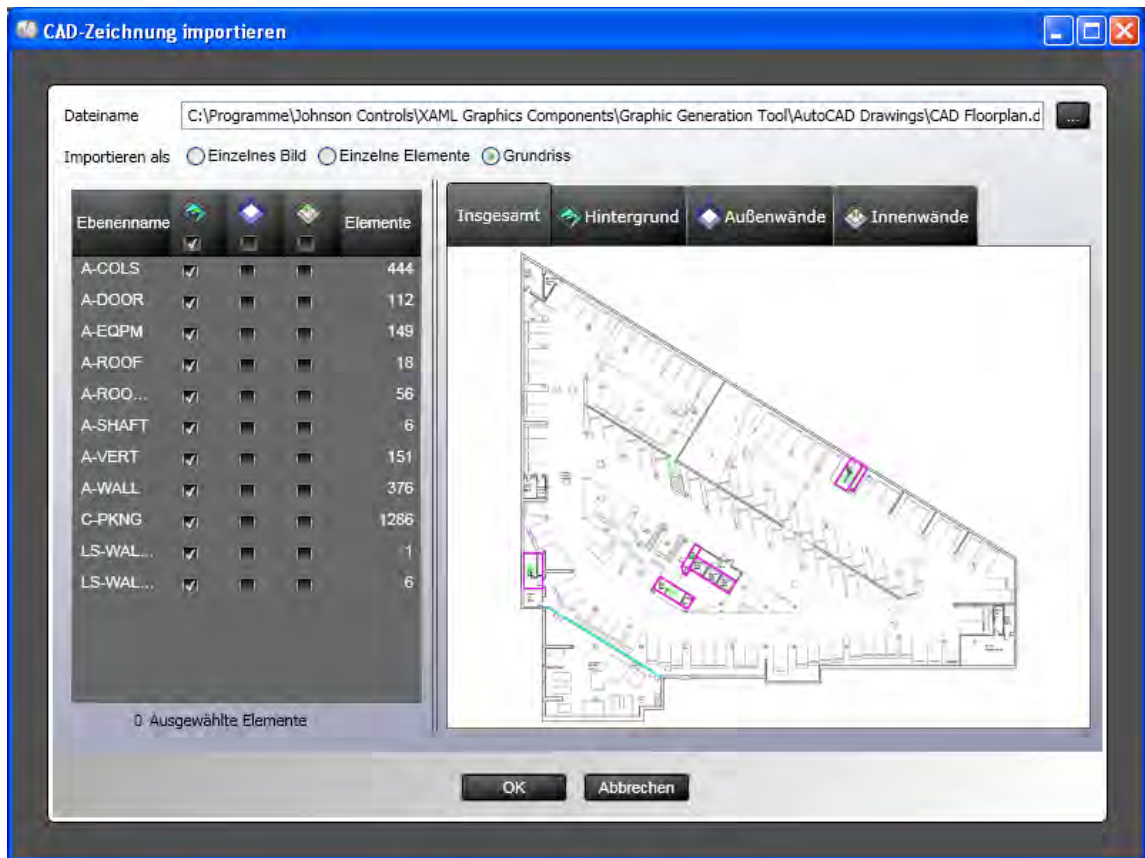 CAD-Zeichnung importieren
Dateiname C:\Programme\Johnson Controls\XAML Graphics Components\Graphic Generation Tool\AutoCAD Drawings\CAD Floorplan.d ...
Importieren als Einzelnes Bild Einzelne Elemente Grundriss
Ebenenname Elemente
A-COLS 444
A-DOOR 112
A-EQPM 149
A-ROOF 18
A-ROO... 56
A-SHAFT 6
A-VERT 151
A-WALL 376
C-PKNG 1286
LS-WAL... 1
LS-WAL... 6
0 Ausgewählte Elemente
Insgesamt Hintergrund Außenwände Innenwände
OK Abbrechen